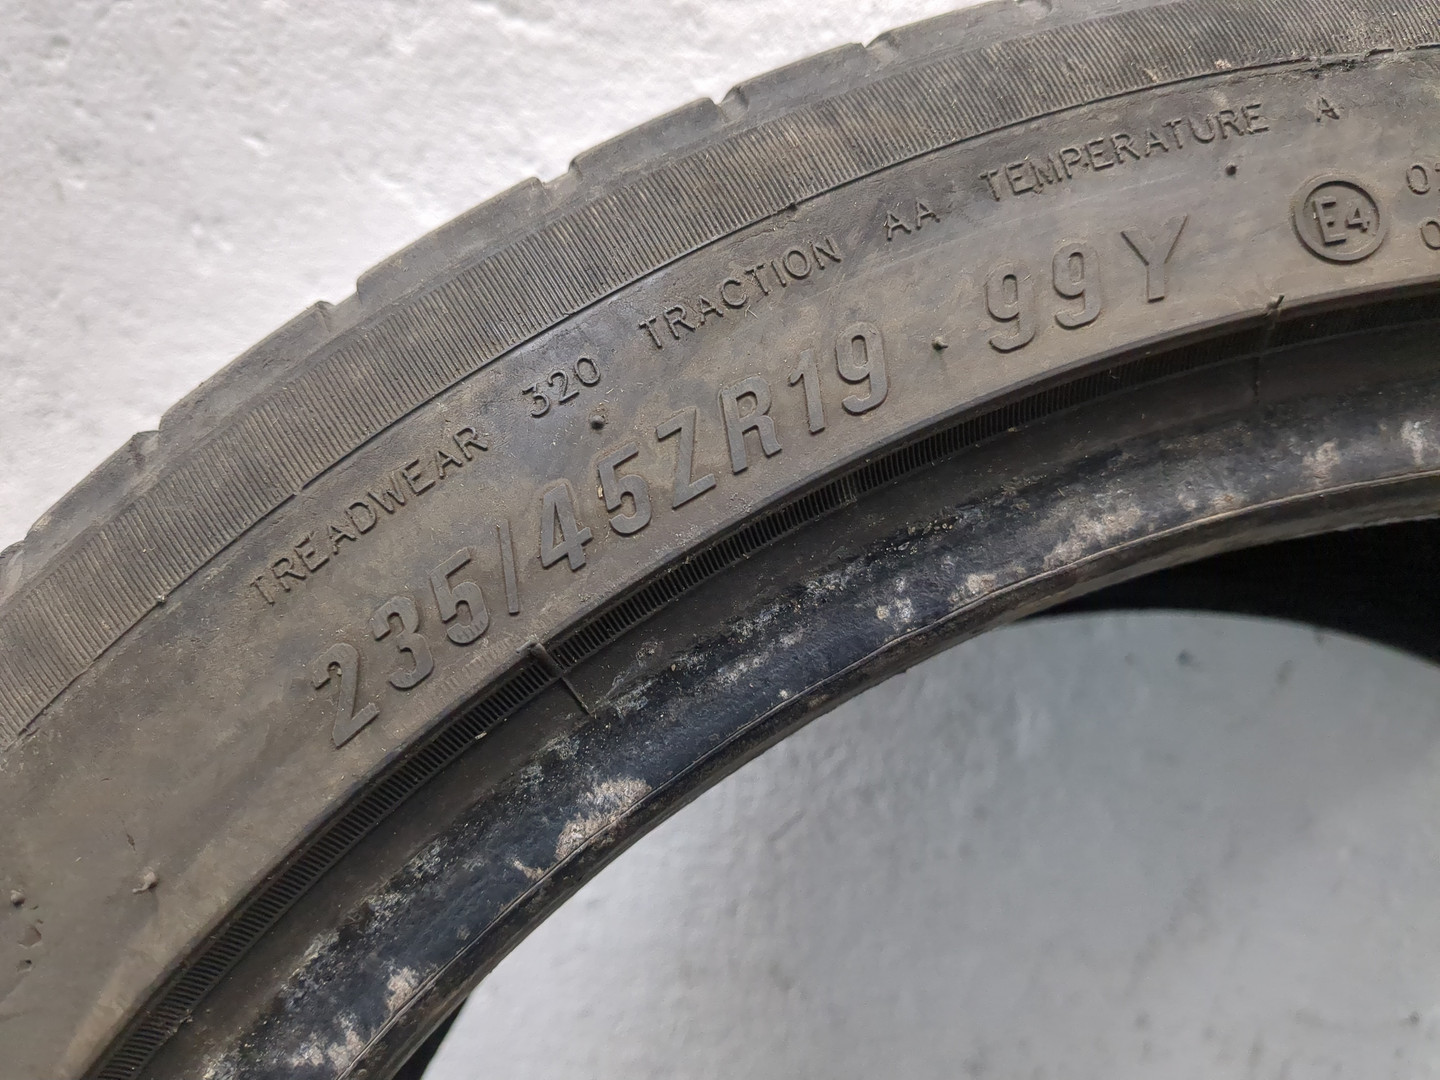 TREADWEAR 320 TRACTION AA TEMPERATURE A
235/45ZR19 99Y
E4